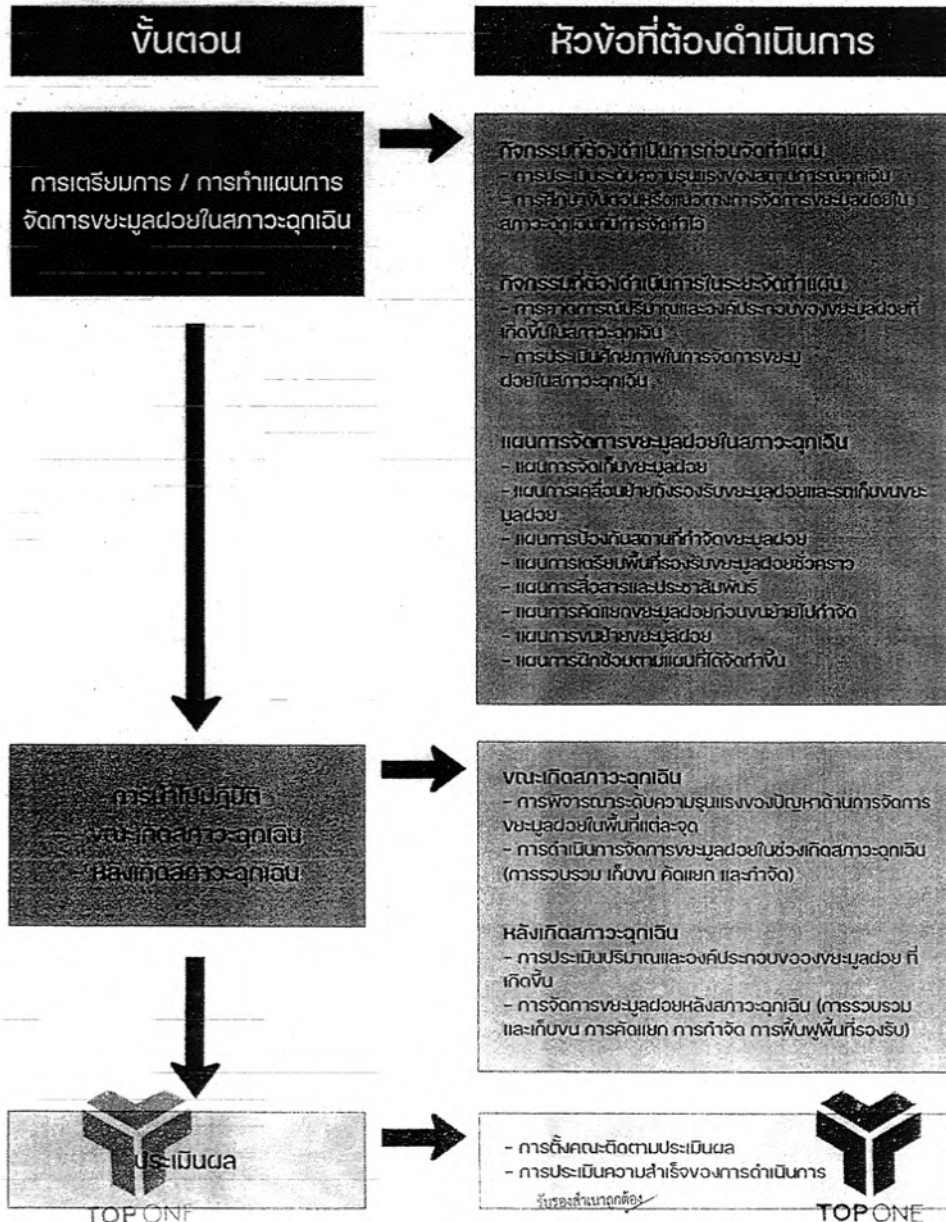 ขั้นตอน
หัวข้อที่ต้องดำเนินการ
การเตรียมการ / การทำแผนการ
จัดการขยะมูลฝอยในสภาวะฉุกเฉิน
กิจกรรมที่ต้องดำเนินการก่อนจัดทำแผน
- การประเมินระดับความรุนแรงของสถานการณ์ฉุกเฉิน
- การศึกษาขั้นตอนหรือแนวทางการจัดการขยะมูลฝอยใน
สภาวะฉุกเฉินที่มีการจัดทำไว้
กิจกรรมที่ต้องดำเนินการในระยะจัดทำแผน
- การคาดการณ์ปริมาณและองค์ประกอบของขยะมูลฝอยที่
เกิดขึ้นในสภาวะฉุกเฉิน
- การประเมินศักยภาพในการจัดการขยะมู
ฝอยในสภาวะฉุกเฉิน
แผนการจัดการขยะมูลฝอยในสภาวะฉุกเฉิน
- แผนการจัดเก็บขยะมูลฝอย
- แผนการเคลื่อนย้ายถังรองรับขยะมูลฝอยและรถเก็บขนขยะ
มูลฝอย
- แผนการป้องกันสถานที่กำจัดขยะมูลฝอย
- แผนการเตรียมพื้นที่รองรับขยะมูลฝอยชั่วคราว
- แผนการสื่อสารและประชาสัมพันธ์
- แผนการคัดแยกขยะมูลฝอยก่อนขนย้ายไปกำจัด
- แผนการขนย้ายขยะมูลฝอย
- แผนการฝึกซ้อมตามแผนที่ได้จัดทำขึ้น
การนำไปปฏิบัติ
- ขณะเกิดสภาวะฉุกเฉิน
- หลังเกิดสภาวะฉุกเฉิน
ขณะเกิดสภาวะฉุกเฉิน
- การพิจารณาระดับความรุนแรงของปัญหาด้านการจัดการ
ขยะมูลฝอยในพื้นที่แต่ละจุด
- การดำเนินการจัดการขยะมูลฝอยในช่วงเกิดสภาวะฉุกเฉิน
(การรวบรวม เก็บขน คัดแยก และกำจัด)
หลังเกิดสภาวะฉุกเฉิน
- การประเมินปริมาณและองค์ประกอบขอองขยะมูลฝอย ที่
เกิดขึ้น
- การจัดการขยะมูลฝอยหลังสภาวะฉุกเฉิน (การรวบรวม
และเก็บขน การคัดแยก การกำจัด การฟื้นฟูพื้นที่รองรับ)
ประเมินผล
- การตั้งคณะติดตามประเมินผล
- การประเมินความสำเร็จของการดำเนินการ
รับรองสำเนาถูกต้อง
TOP ONE
TOP ONE